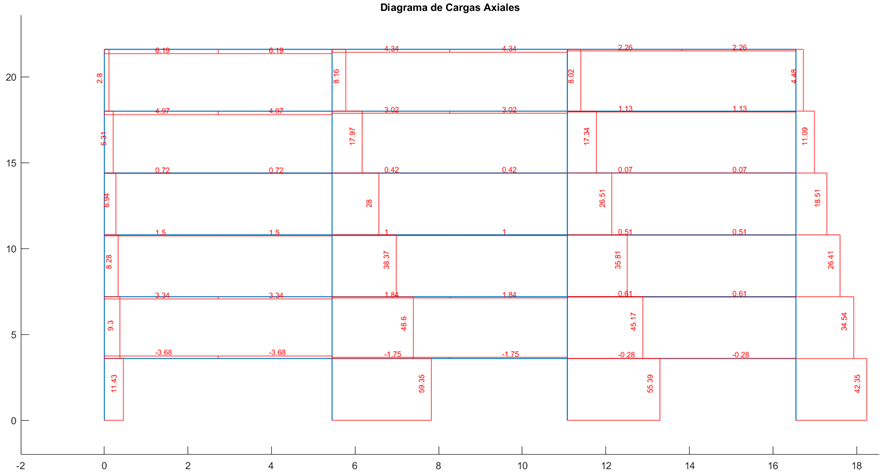 Diagrama de Cargas Axiales
6.19 6.19 4.34 4.34 2.26 2.26
20
2.8 8.16 8.02 4.48
4.97 4.97 3.02 3.02 1.13 1.13
5.31 17.97 17.34 11.09
15
0.72 0.72 0.42 0.42 0.07 0.07
6.94 28 26.51 18.51
1.5 1.5 1 1 0.51 0.51
10
8.28 38.37 35.81 26.41
3.34 3.34 1.84 1.84 0.61 0.61
9.3 48.6 45.17 34.54
5
-3.68 -3.68 -1.75 -1.75 -0.28 -0.28
11.43 59.35 55.39 42.35
0
-2 0 2 4 6 8 10 12 14 16 18